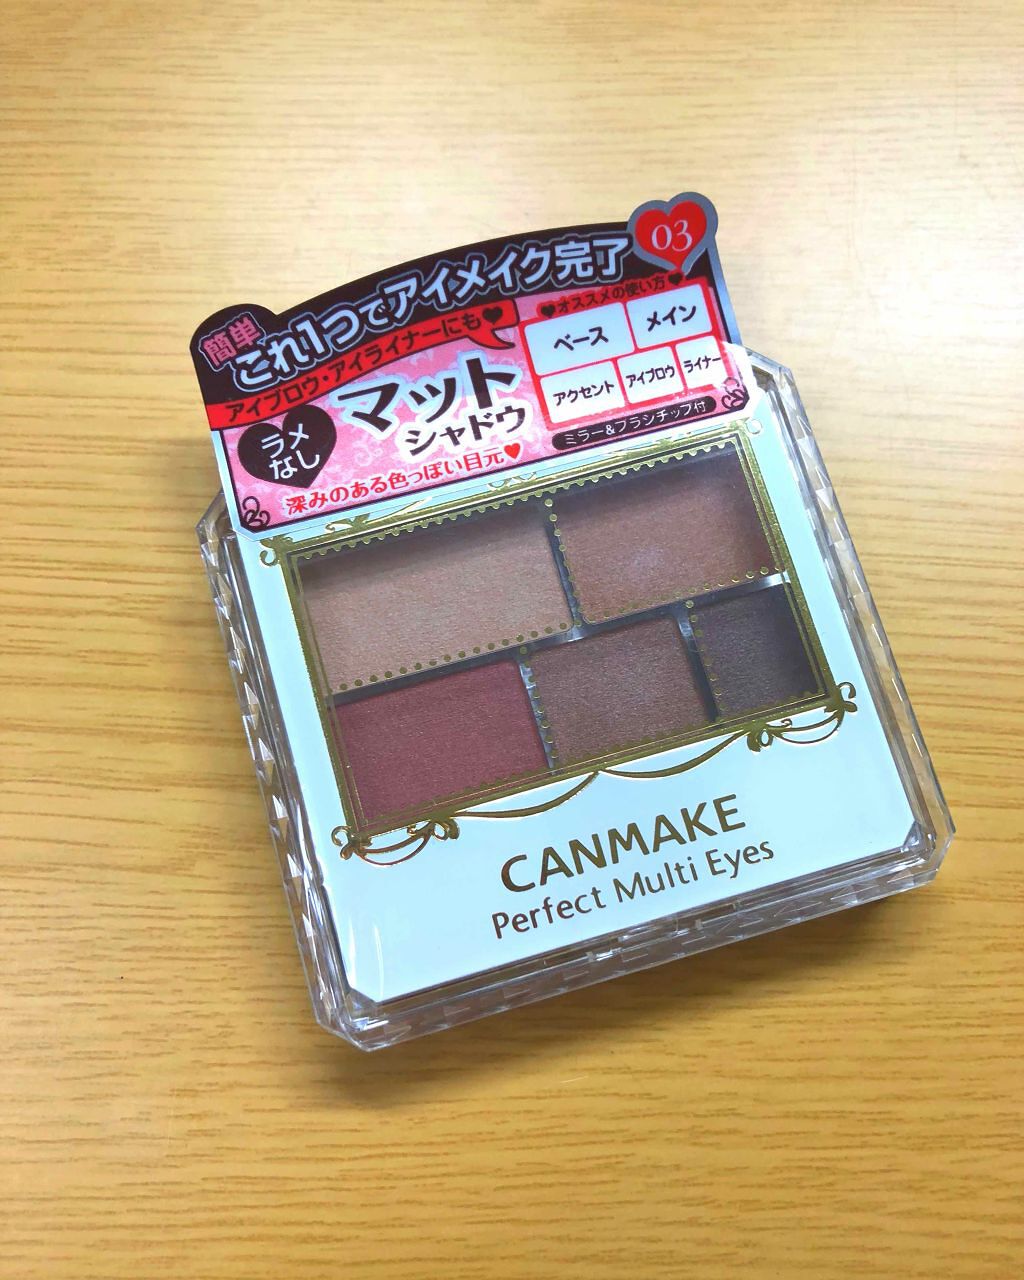 03
簡単
これ1つでアイメイク完了
アイブロウ・アイライナーにも♥
♥オススメの使い方♥
ベース
メイン
アクセント
アイブロウ
ライナー
ラメ
なし
マット
シャドウ
ミラー&ブラシチップ付
深みのある色っぽい目元♥
CANMAKE
Perfect Multi Eyes